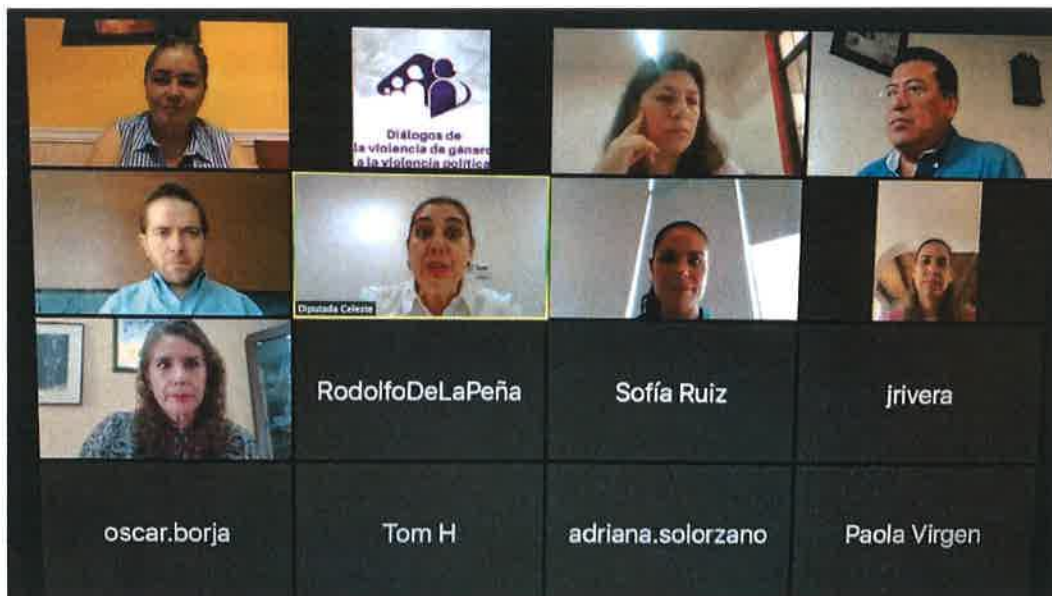 Diálogos de
la violencia de género
a la violencia política
Diputada Celeste
RodolfoDeLaPeña
Sofía Ruiz
jrivera
oscar.borja
Tom H
adriana.solorzano
Paola Virgen